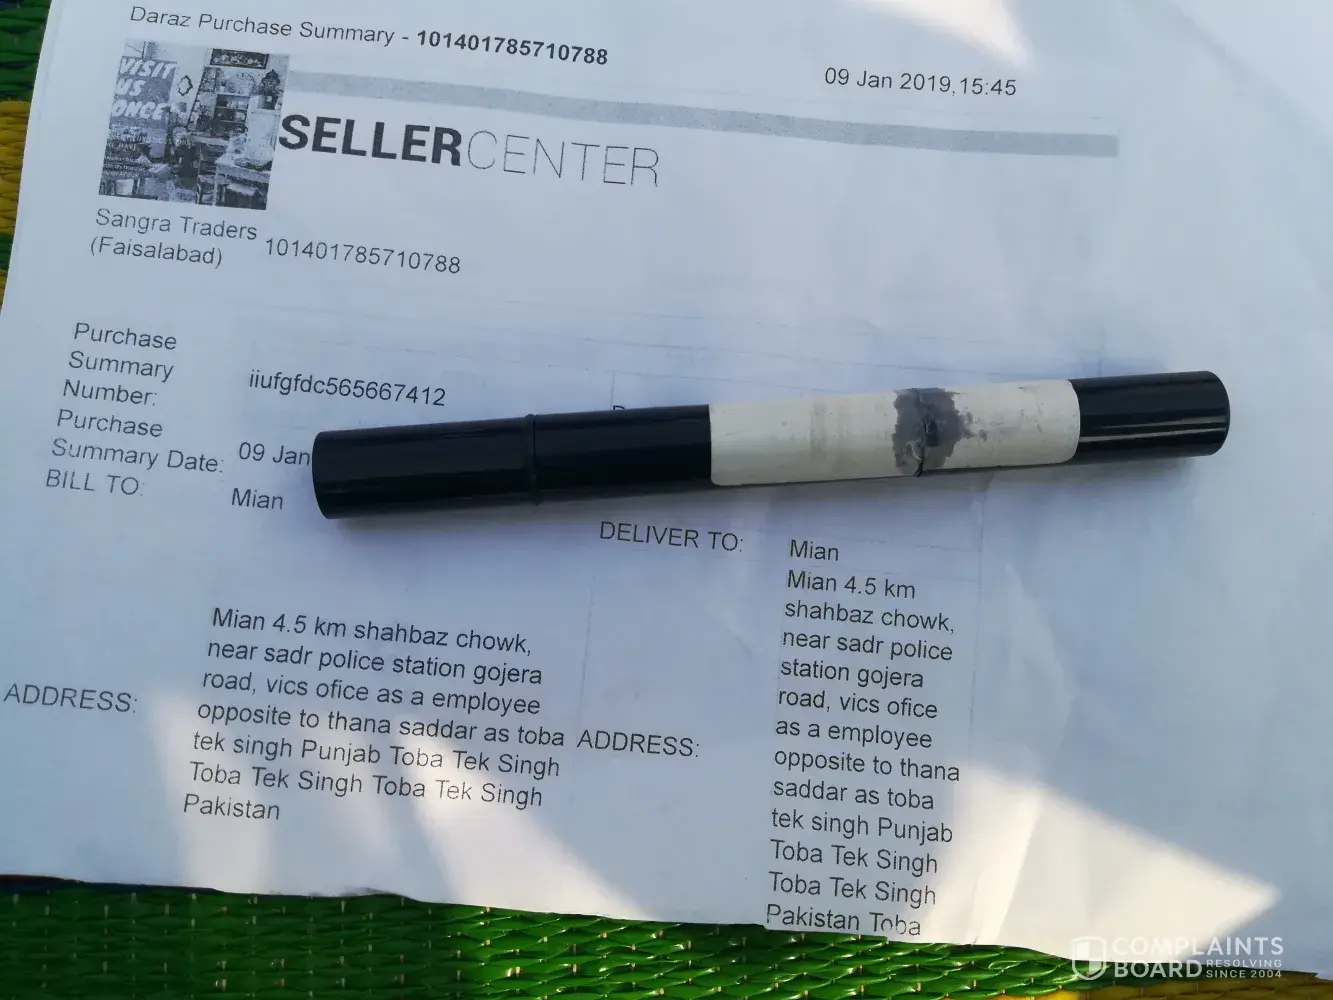 Daraz Purchase Summary - 101401785710788
09 Jan 2019,15:45
VISIT
US
ONCE
SELLERCENTER
Sangra Traders
(Faisalabad)
101401785710788
Purchase
Summary
Number:
iiufgfdc565667412
Purchase
Summary Date:
09 Jan
BILL TO:
Mian
DELIVER TO:
Mian
ADDRESS:
Mian 4.5 km shahbaz chowk,
near sadr police station gojera
road, vics ofice as a employee
opposite to thana saddar as toba
tek singh Punjab Toba Tek Singh
Toba Tek Singh Toba Tek Singh
Pakistan
ADDRESS:
Mian 4.5 km
shahbaz chowk,
near sadr police
station gojera
road, vics ofice
as a employee
opposite to thana
saddar as toba
tek singh Punjab
Toba Tek Singh
Toba Tek Singh
Pakistan Toba
COMPLAINTS
BOARD RESOLVING
SINCE 2004